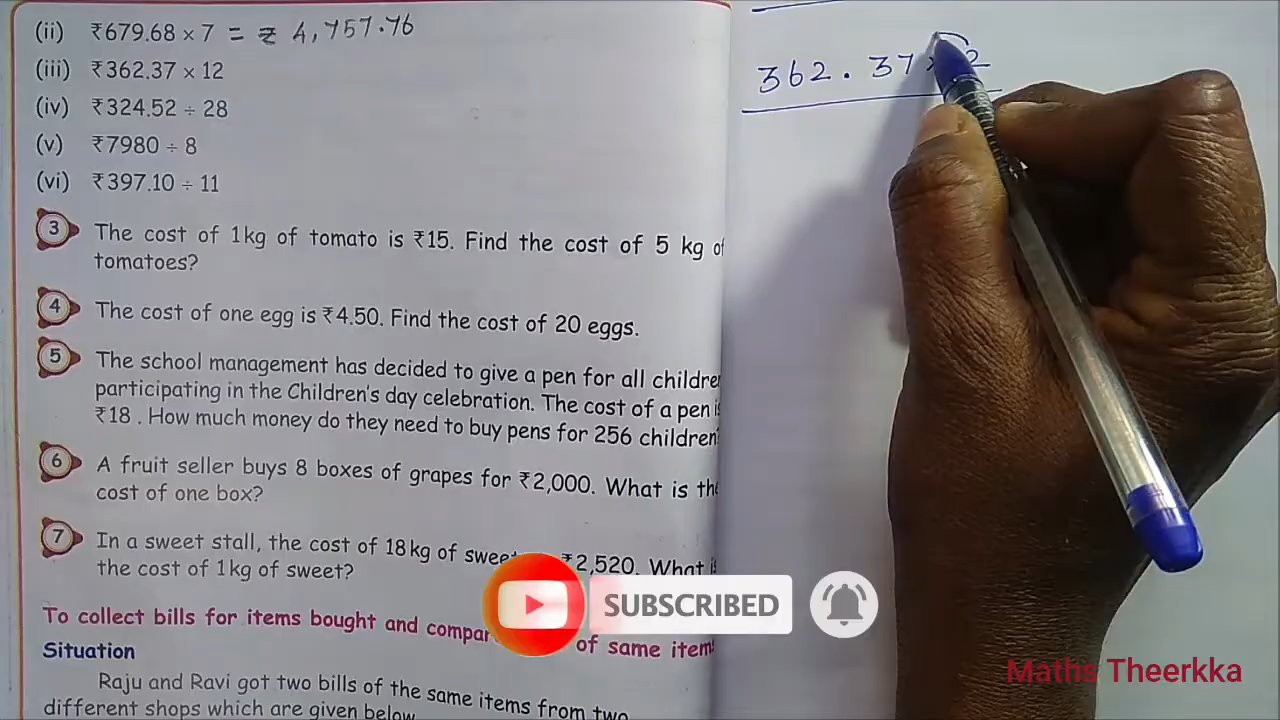 (ii) ₹679.68 × 7 = ₹ 4,757.76
(iii) ₹362.37 × 12
(iv) ₹324.52 ÷ 28
(v) ₹7980 ÷ 8
(vi) ₹397.10 ÷ 11
3 The cost of 1kg of tomato is ₹15. Find the cost of 5 kg of
tomatoes?
4 The cost of one egg is ₹4.50. Find the cost of 20 eggs.
5 The school management has decided to give a pen for all children
participating in the Children's day celebration. The cost of a pen is
₹18 . How much money do they need to buy pens for 256 children
6 A fruit seller buys 8 boxes of grapes for ₹2,000. What is the
cost of one box?
7 In a sweet stall, the cost of 18kg of sweet ₹2,520. What is
the cost of 1kg of sweet?
To collect bills for items bought and compar of same items
Situation
Raju and Ravi got two bills of the same items from two
different shops which are given below
362.37 × 2
SUBSCRIBED
Maths Theerkka